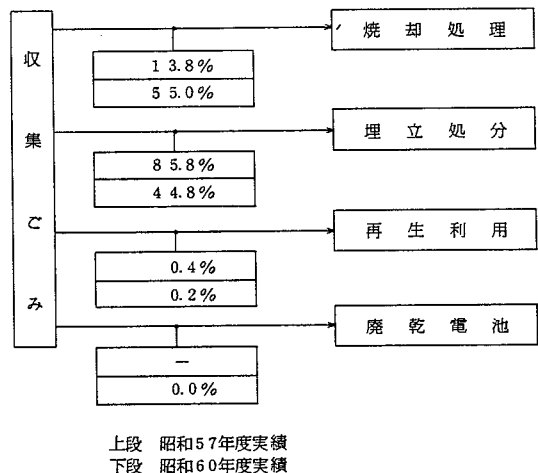 収集ごみ
焼却処理
13.8%
55.0%
埋立処分
85.8%
44.8%
再生利用
0.4%
0.2%
廃乾電池
—
0.0%
上段 昭和57年度実績
下段 昭和60年度実績